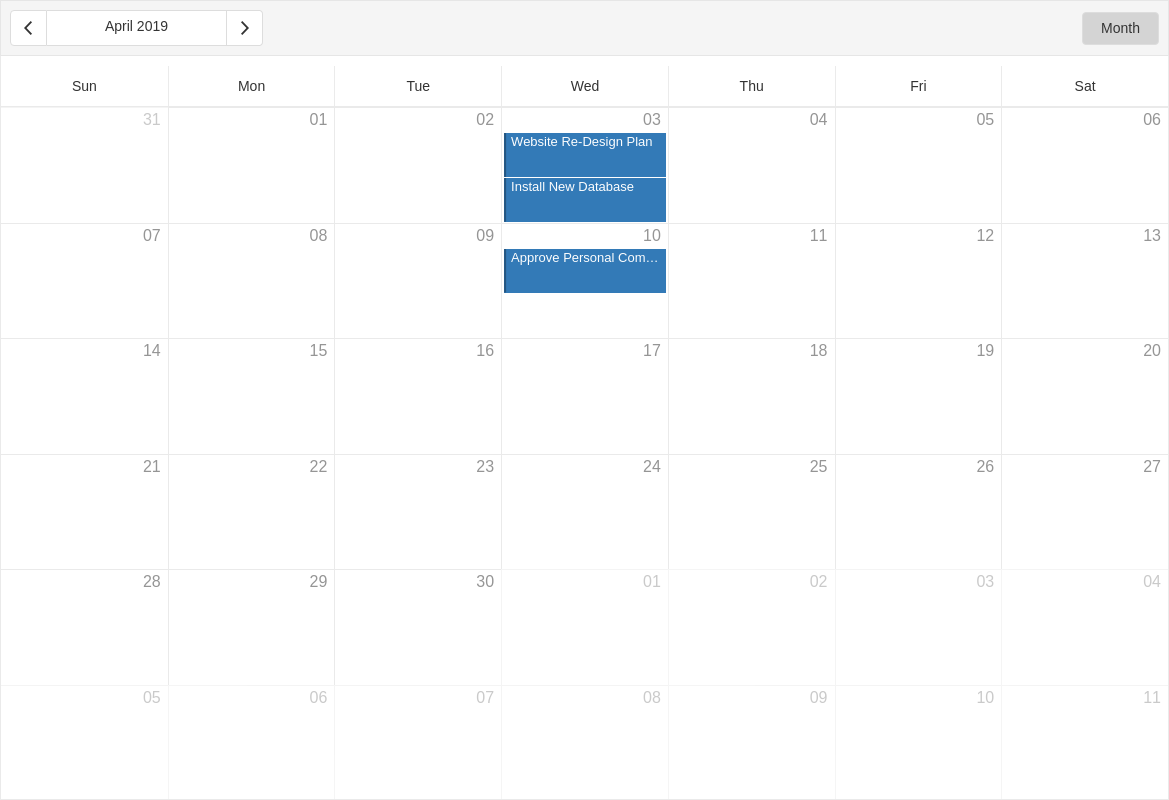 April 2019
Month
Sun Mon Tue Wed Thu Fri Sat
31 01 02 03 04 05 06
Website Re-Design Plan
Install New Database
07 08 09 10 11 12 13
Approve Personal Com…
14 15 16 17 18 19 20
21 22 23 24 25 26 27
28 29 30 01 02 03 04
05 06 07 08 09 10 11